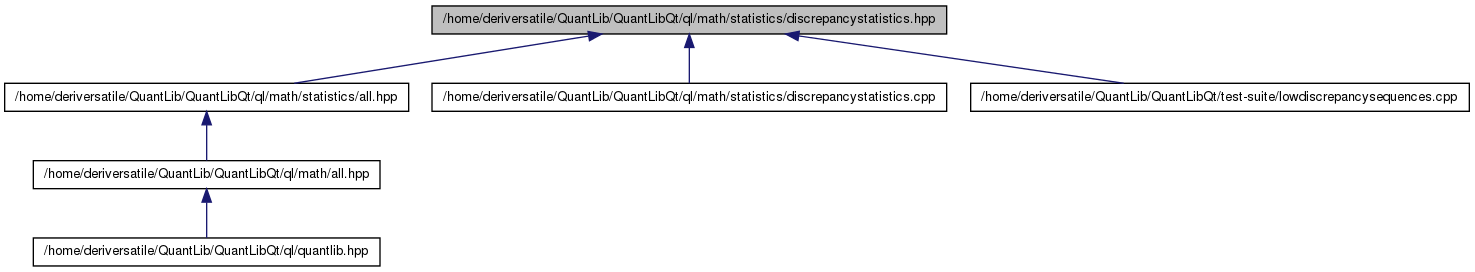 /home/deriversatile/QuantLib/QuantLibQt/ql/math/statistics/discrepancystatistics.hpp
/home/deriversatile/QuantLib/QuantLibQt/ql/math/statistics/all.hpp
/home/deriversatile/QuantLib/QuantLibQt/ql/math/statistics/discrepancystatistics.cpp
/home/deriversatile/QuantLib/QuantLibQt/test-suite/lowdiscrepancysequences.cpp
/home/deriversatile/QuantLib/QuantLibQt/ql/math/all.hpp
/home/deriversatile/QuantLib/QuantLibQt/ql/quantlib.hpp